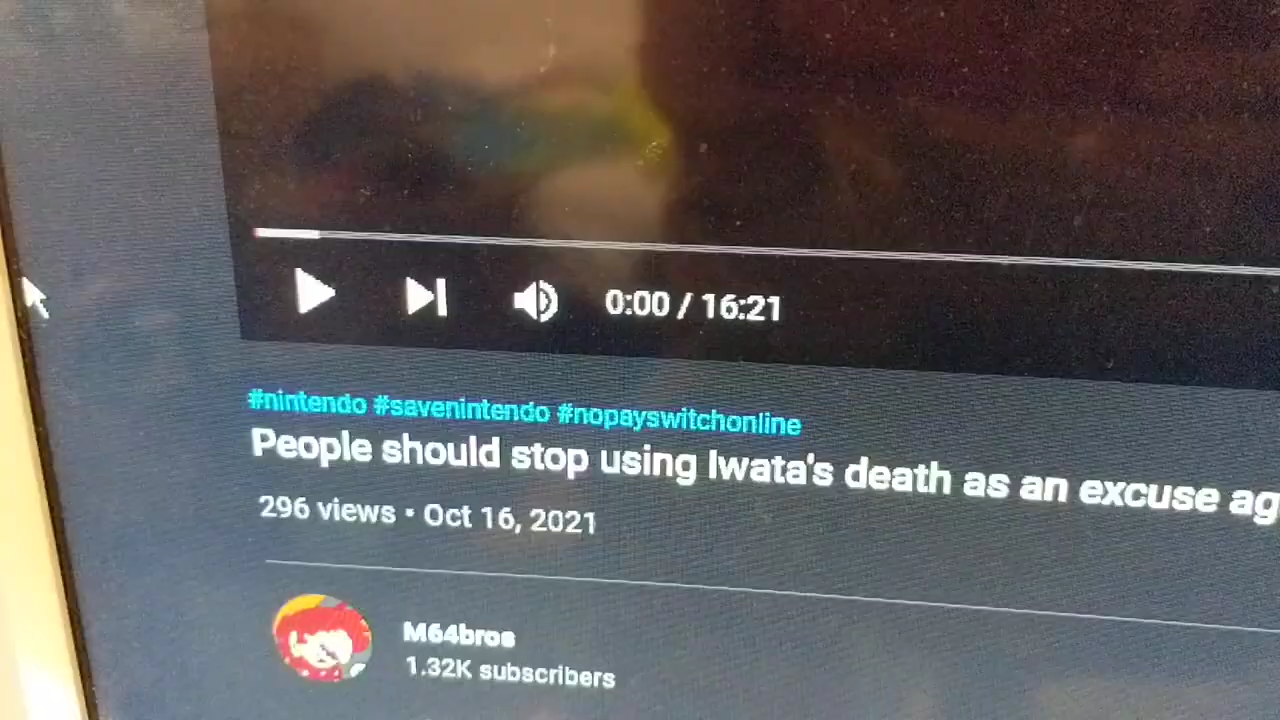 0:00 / 16:21
#nintendo #savenintendo #nopayswitchonline
People should stop using Iwata's death as an excuse ag
296 views • Oct 16, 2021
M64bros
1.32K subscribers